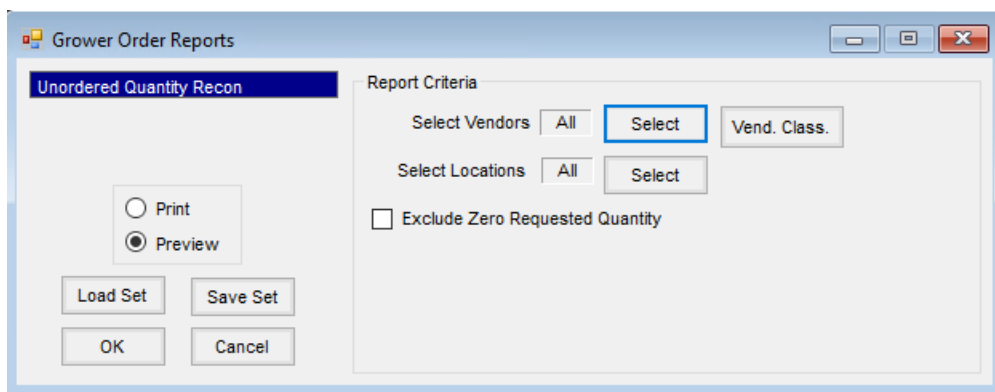 Grower Order Reports
Unordered Quantity Recon
Print
Preview
Load Set Save Set
OK Cancel
Report Criteria
Select Vendors All Select Vend. Class.
Select Locations All Select
Exclude Zero Requested Quantity